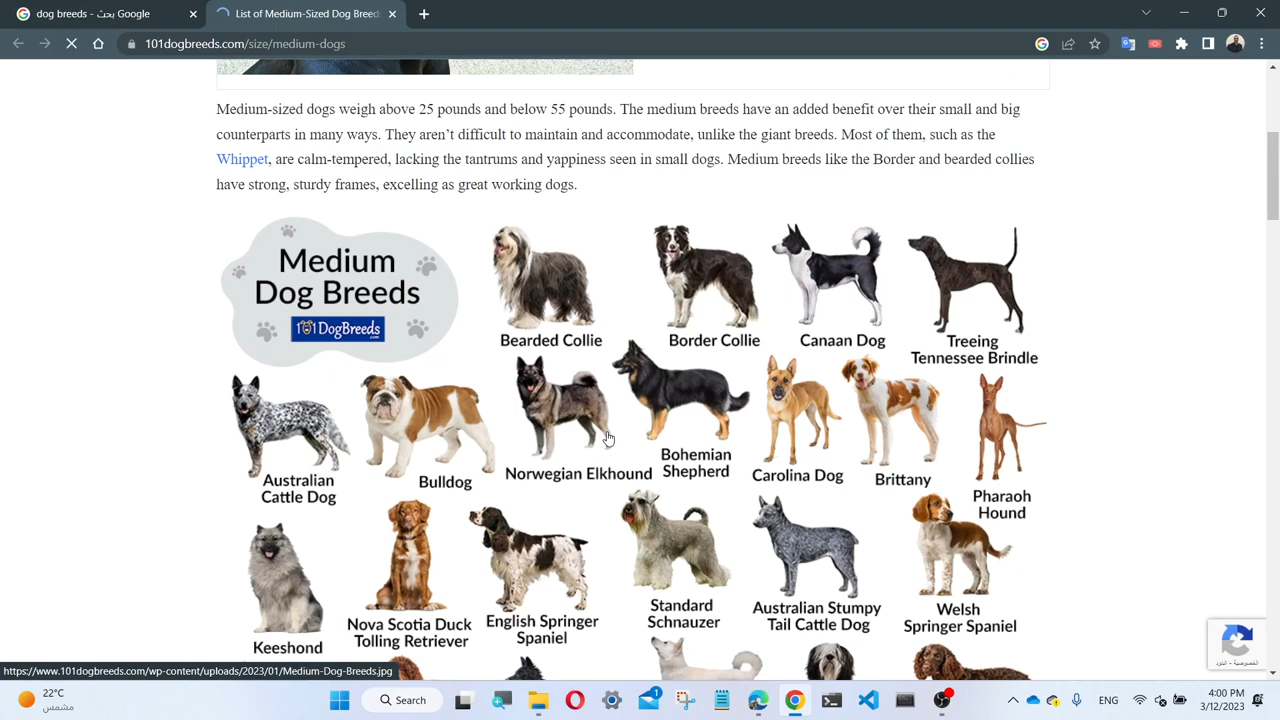 dog breeds - بحث Google
List of Medium-Sized Dog Breeds
101dogbreeds.com/size/medium-dogs
Medium-sized dogs weigh above 25 pounds and below 55 pounds. The medium breeds have an added benefit over their small and big
counterparts in many ways. They aren’t difficult to maintain and accommodate, unlike the giant breeds. Most of them, such as the
Whippet, are calm-tempered, lacking the tantrums and yappiness seen in small dogs. Medium breeds like the Border and bearded collies
have strong, sturdy frames, excelling as great working dogs.
Medium
Dog Breeds
101DogBreeds
.com
Bearded Collie
Border Collie
Canaan Dog
Treeing
Tennessee Brindle
Australian
Cattle Dog
Bulldog
Norwegian Elkhound
Bohemian
Shepherd
Carolina Dog
Brittany
Pharaoh
Hound
Keeshond
Nova Scotia Duck
Tolling Retriever
English Springer
Spaniel
Standard
Schnauzer
Australian Stumpy
Tail Cattle Dog
Welsh
Springer Spaniel
الخصوصية - البنود
https://www.101dogbreeds.com/wp-content/uploads/2023/01/Medium-Dog-Breeds.jpg
22°C
مشمس
Search
1
ENG
4:00 PM
3/12/2023